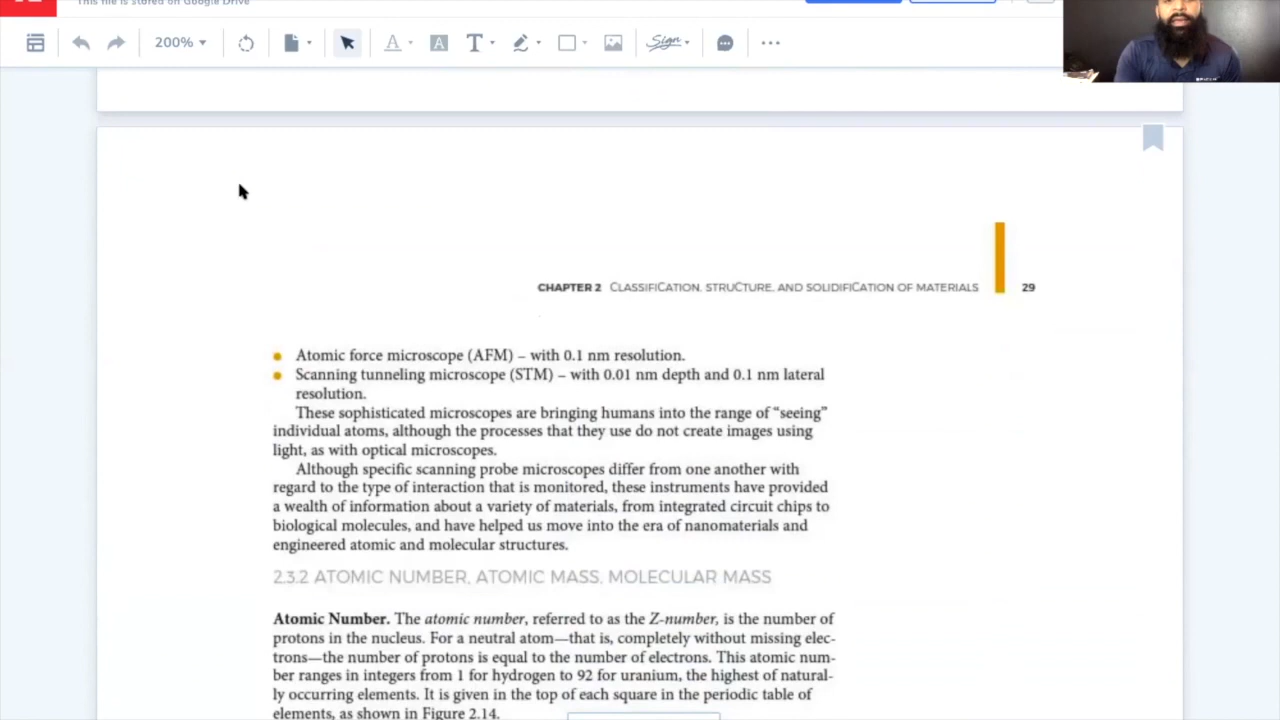 This file is stored on Google Drive
200%
Sign
CHAPTER 2 CLASSIFICATION, STRUCTURE, AND SOLIDIFICATION OF MATERIALS 29
Atomic force microscope (AFM) – with 0.1 nm resolution.
Scanning tunneling microscope (STM) – with 0.01 nm depth and 0.1 nm lateral
resolution.
These sophisticated microscopes are bringing humans into the range of “seeing”
individual atoms, although the processes that they use do not create images using
light, as with optical microscopes.
Although specific scanning probe microscopes differ from one another with
regard to the type of interaction that is monitored, these instruments have provided
a wealth of information about a variety of materials, from integrated circuit chips to
biological molecules, and have helped us move into the era of nanomaterials and
engineered atomic and molecular structures.
2.3.2 ATOMIC NUMBER, ATOMIC MASS, MOLECULAR MASS
Atomic Number. The atomic number, referred to as the Z-number, is the number of
protons in the nucleus. For a neutral atom—that is, completely without missing elec-
trons—the number of protons is equal to the number of electrons. This atomic num-
ber ranges in integers from 1 for hydrogen to 92 for uranium, the highest of natural-
ly occurring elements. It is given in the top of each square in the periodic table of
elements, as shown in Figure 2.14.